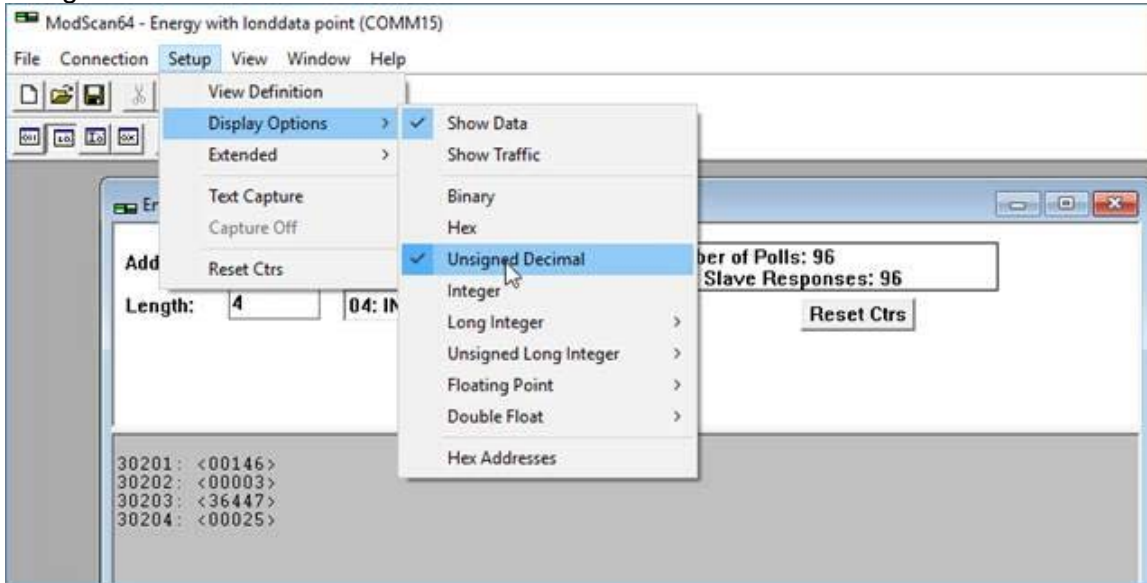 ModScan64 - Energy with londdata point (COMM15)
File Connection Setup View Window Help
View Definition
Display Options
Extended
Text Capture
Capture Off
Reset Ctrs
Show Data
Show Traffic
Binary
Hex
Unsigned Decimal
Integer
Long Integer
Unsigned Long Integer
Floating Point
Double Float
Hex Addresses
Er
Add
ber of Polls: 96
Slave Responses: 96
Length: 4 04: IN
Reset Ctrs
30201: <00146>
30202: <00003>
30203: <36447>
30204: <00025>